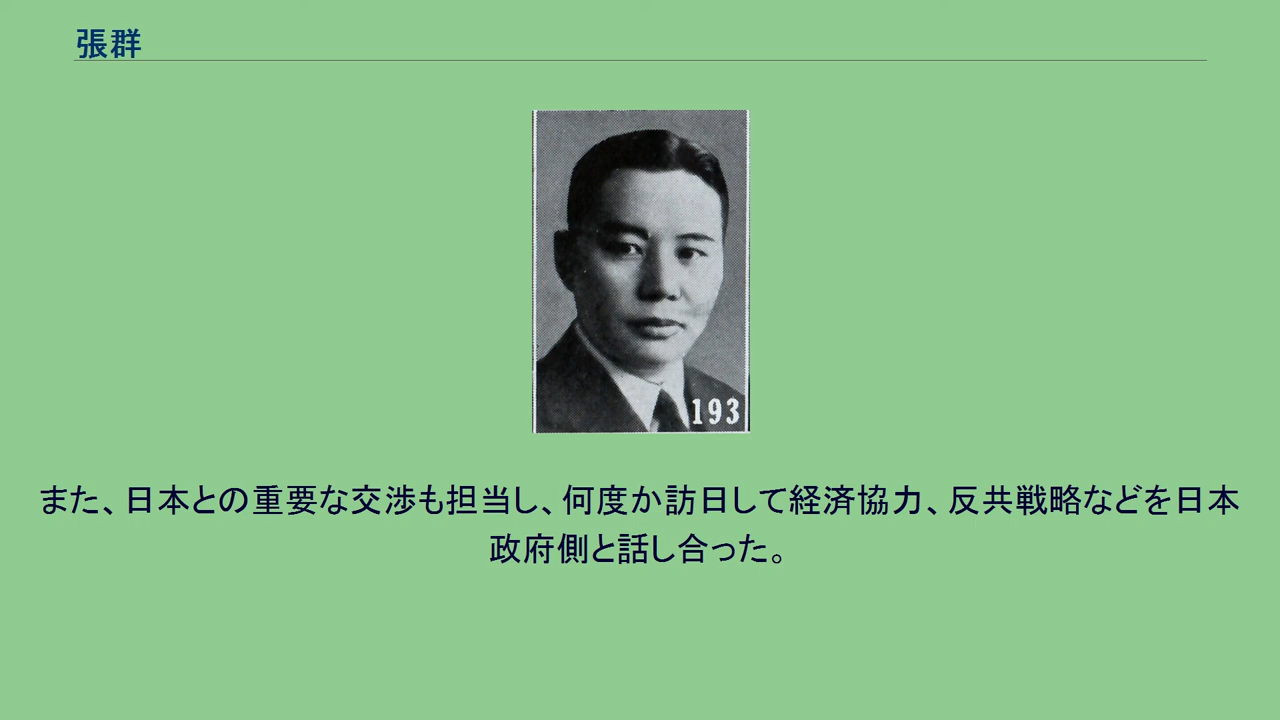 張群
193
また、日本との重要な交渉も担当し、何度か訪日して経済協力、反共戦略などを日本
政府側と話し合った。